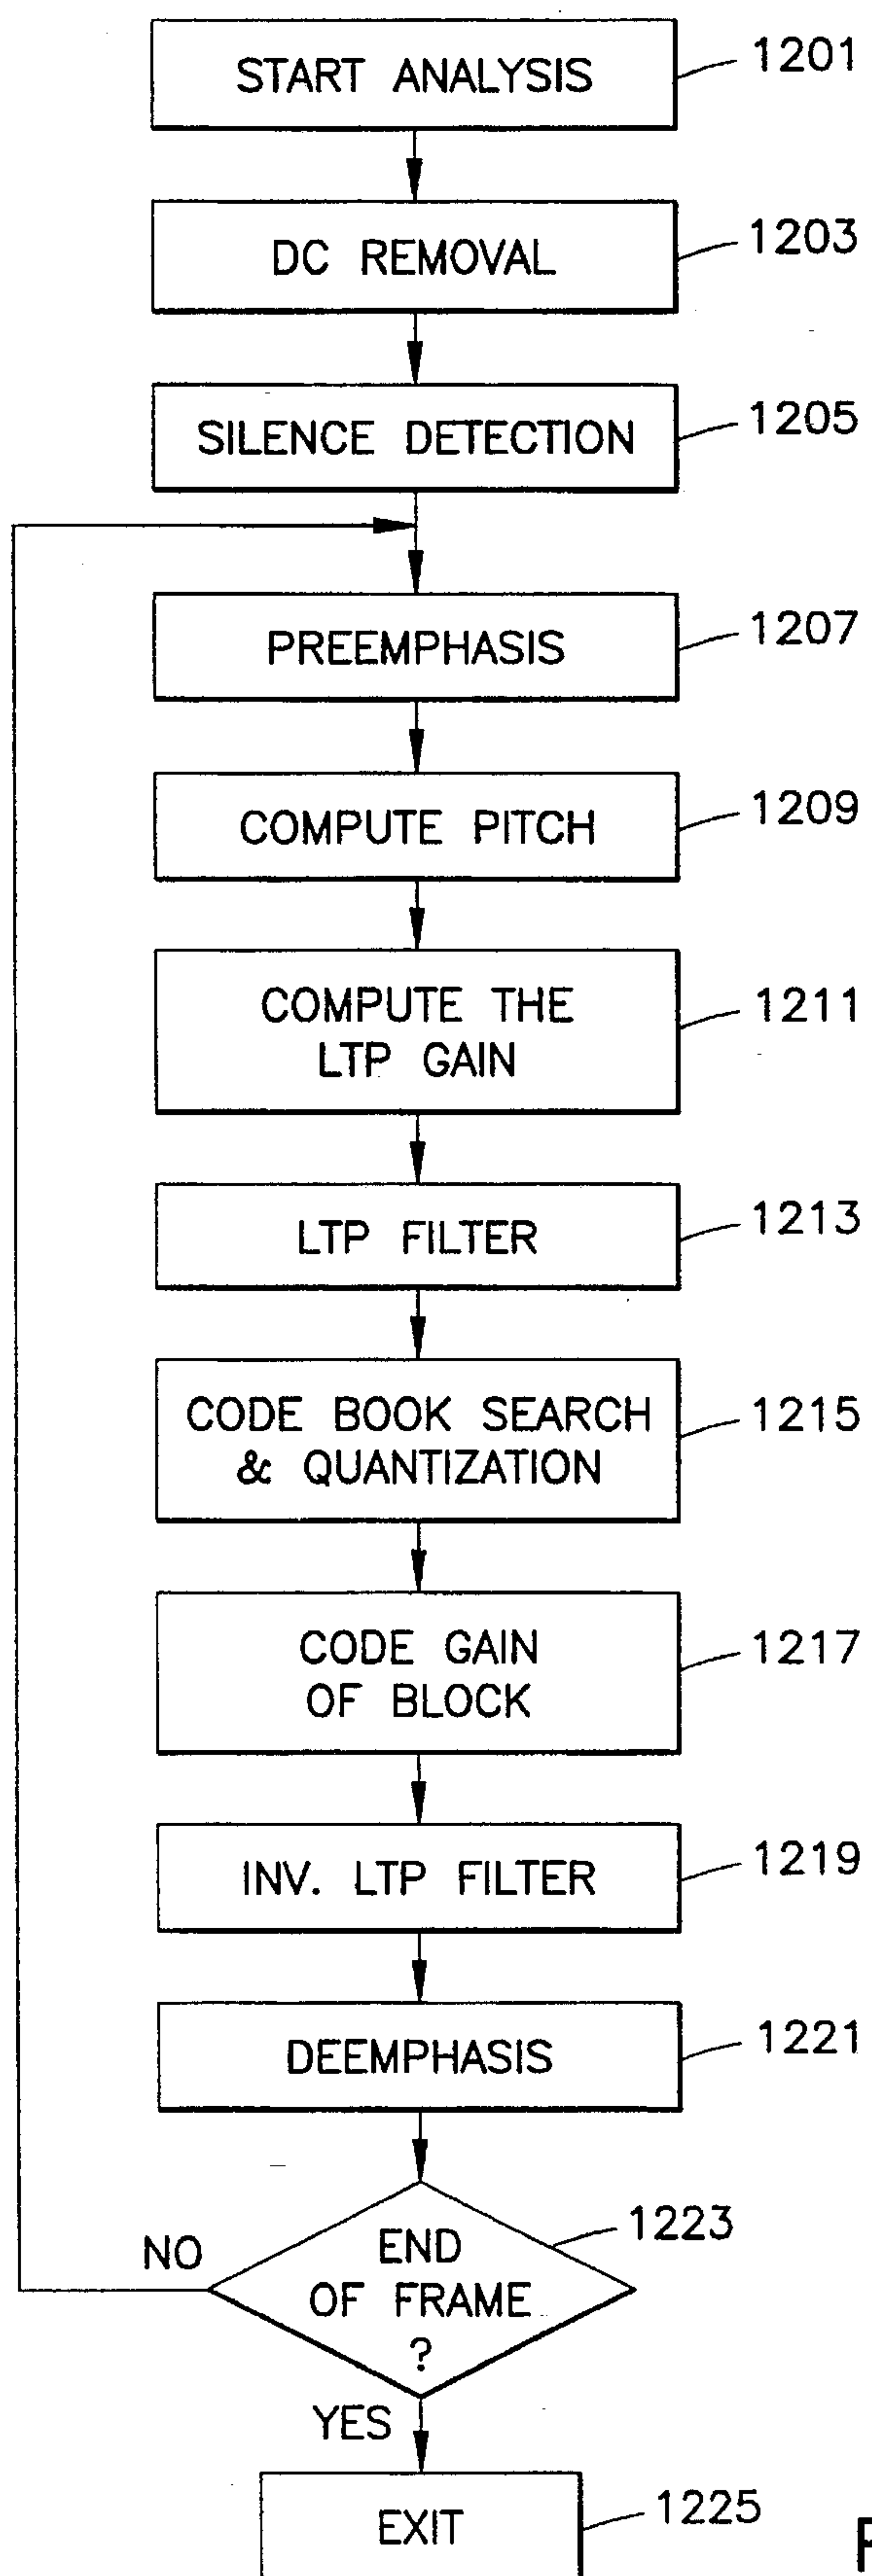 START ANALYSIS
1201
DC REMOVAL
1203
SILENCE DETECTION
1205
PREEMPHASIS
1207
COMPUTE PITCH
1209
COMPUTE THE
LTP GAIN
1211
LTP FILTER
1213
CODE BOOK SEARCH
& QUANTIZATION
1215
CODE GAIN
OF BLOCK
1217
INV. LTP FILTER
1219
DEEMPHASIS
1221
END
OF FRAME
?
1223
NO
YES
EXIT
1225